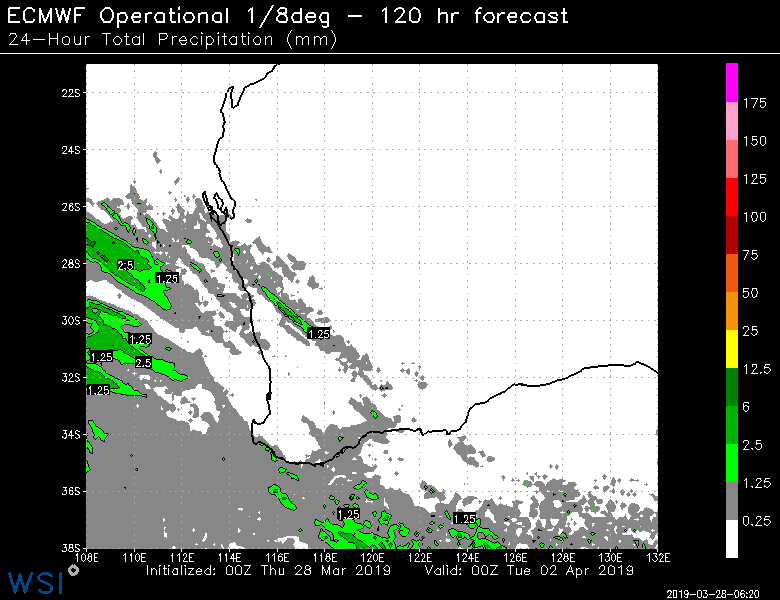 ECMWF Operational 1/8deg – 120 hr forecast
24-Hour Total Precipitation (mm)
22S
24S
26S
28S
30S
32S
34S
36S
38S
108E 110E 112E 114E 116E 118E 120E 122E 124E 126E 128E 130E 132E
2.5
1.25
1.25
1.25
1.25
2.5
1.25
1.25
1.25
175
150
125
100
75
50
25
12.5
6
2.5
1.25
0.25
Initialized: 00Z Thu 28 Mar 2019 Valid: 00Z Tue 02 Apr 2019
WSI
2019-03-28-06:20